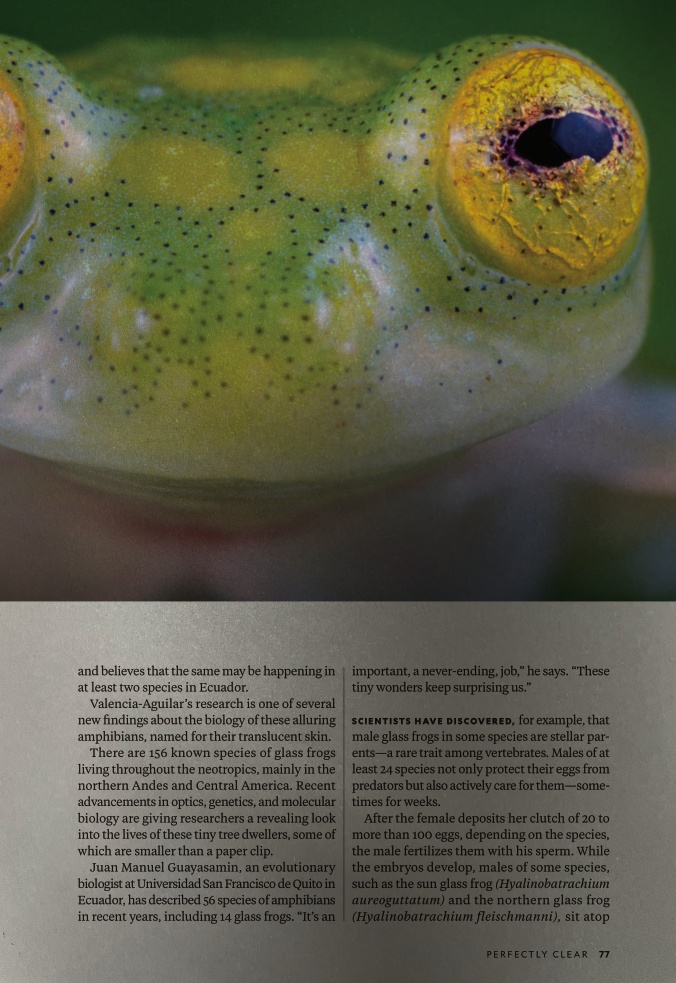 and believes that the same may be happening in
at least two species in Ecuador.
Valencia-Aguilar’s research is one of several
new findings about the biology of these alluring
amphibians, named for their translucent skin.
There are 156 known species of glass frogs
living throughout the neotropics, mainly in the
northern Andes and Central America. Recent
advancements in optics, genetics, and molecular
biology are giving researchers a revealing look
into the lives of these tiny tree dwellers, some of
which are smaller than a paper clip.
Juan Manuel Guayasamin, an evolutionary
biologist at Universidad San Francisco de Quito in
Ecuador, has described 56 species of amphibians
in recent years, including 14 glass frogs. “It’s an
important, a never-ending, job,” he says. “These
tiny wonders keep surprising us.”
SCIENTISTS HAVE DISCOVERED, for example, that
male glass frogs in some species are stellar par-
ents—a rare trait among vertebrates. Males of at
least 24 species not only protect their eggs from
predators but also actively care for them—some-
times for weeks.
After the female deposits her clutch of 20 to
more than 100 eggs, depending on the species,
the male fertilizes them with his sperm. While
the embryos develop, males of some species,
such as the sun glass frog (Hyalinobatrachium
aureoguttatum) and the northern glass frog
(Hyalinobatrachium fleischmanni), sit atop
PERFECTLY CLEAR 77